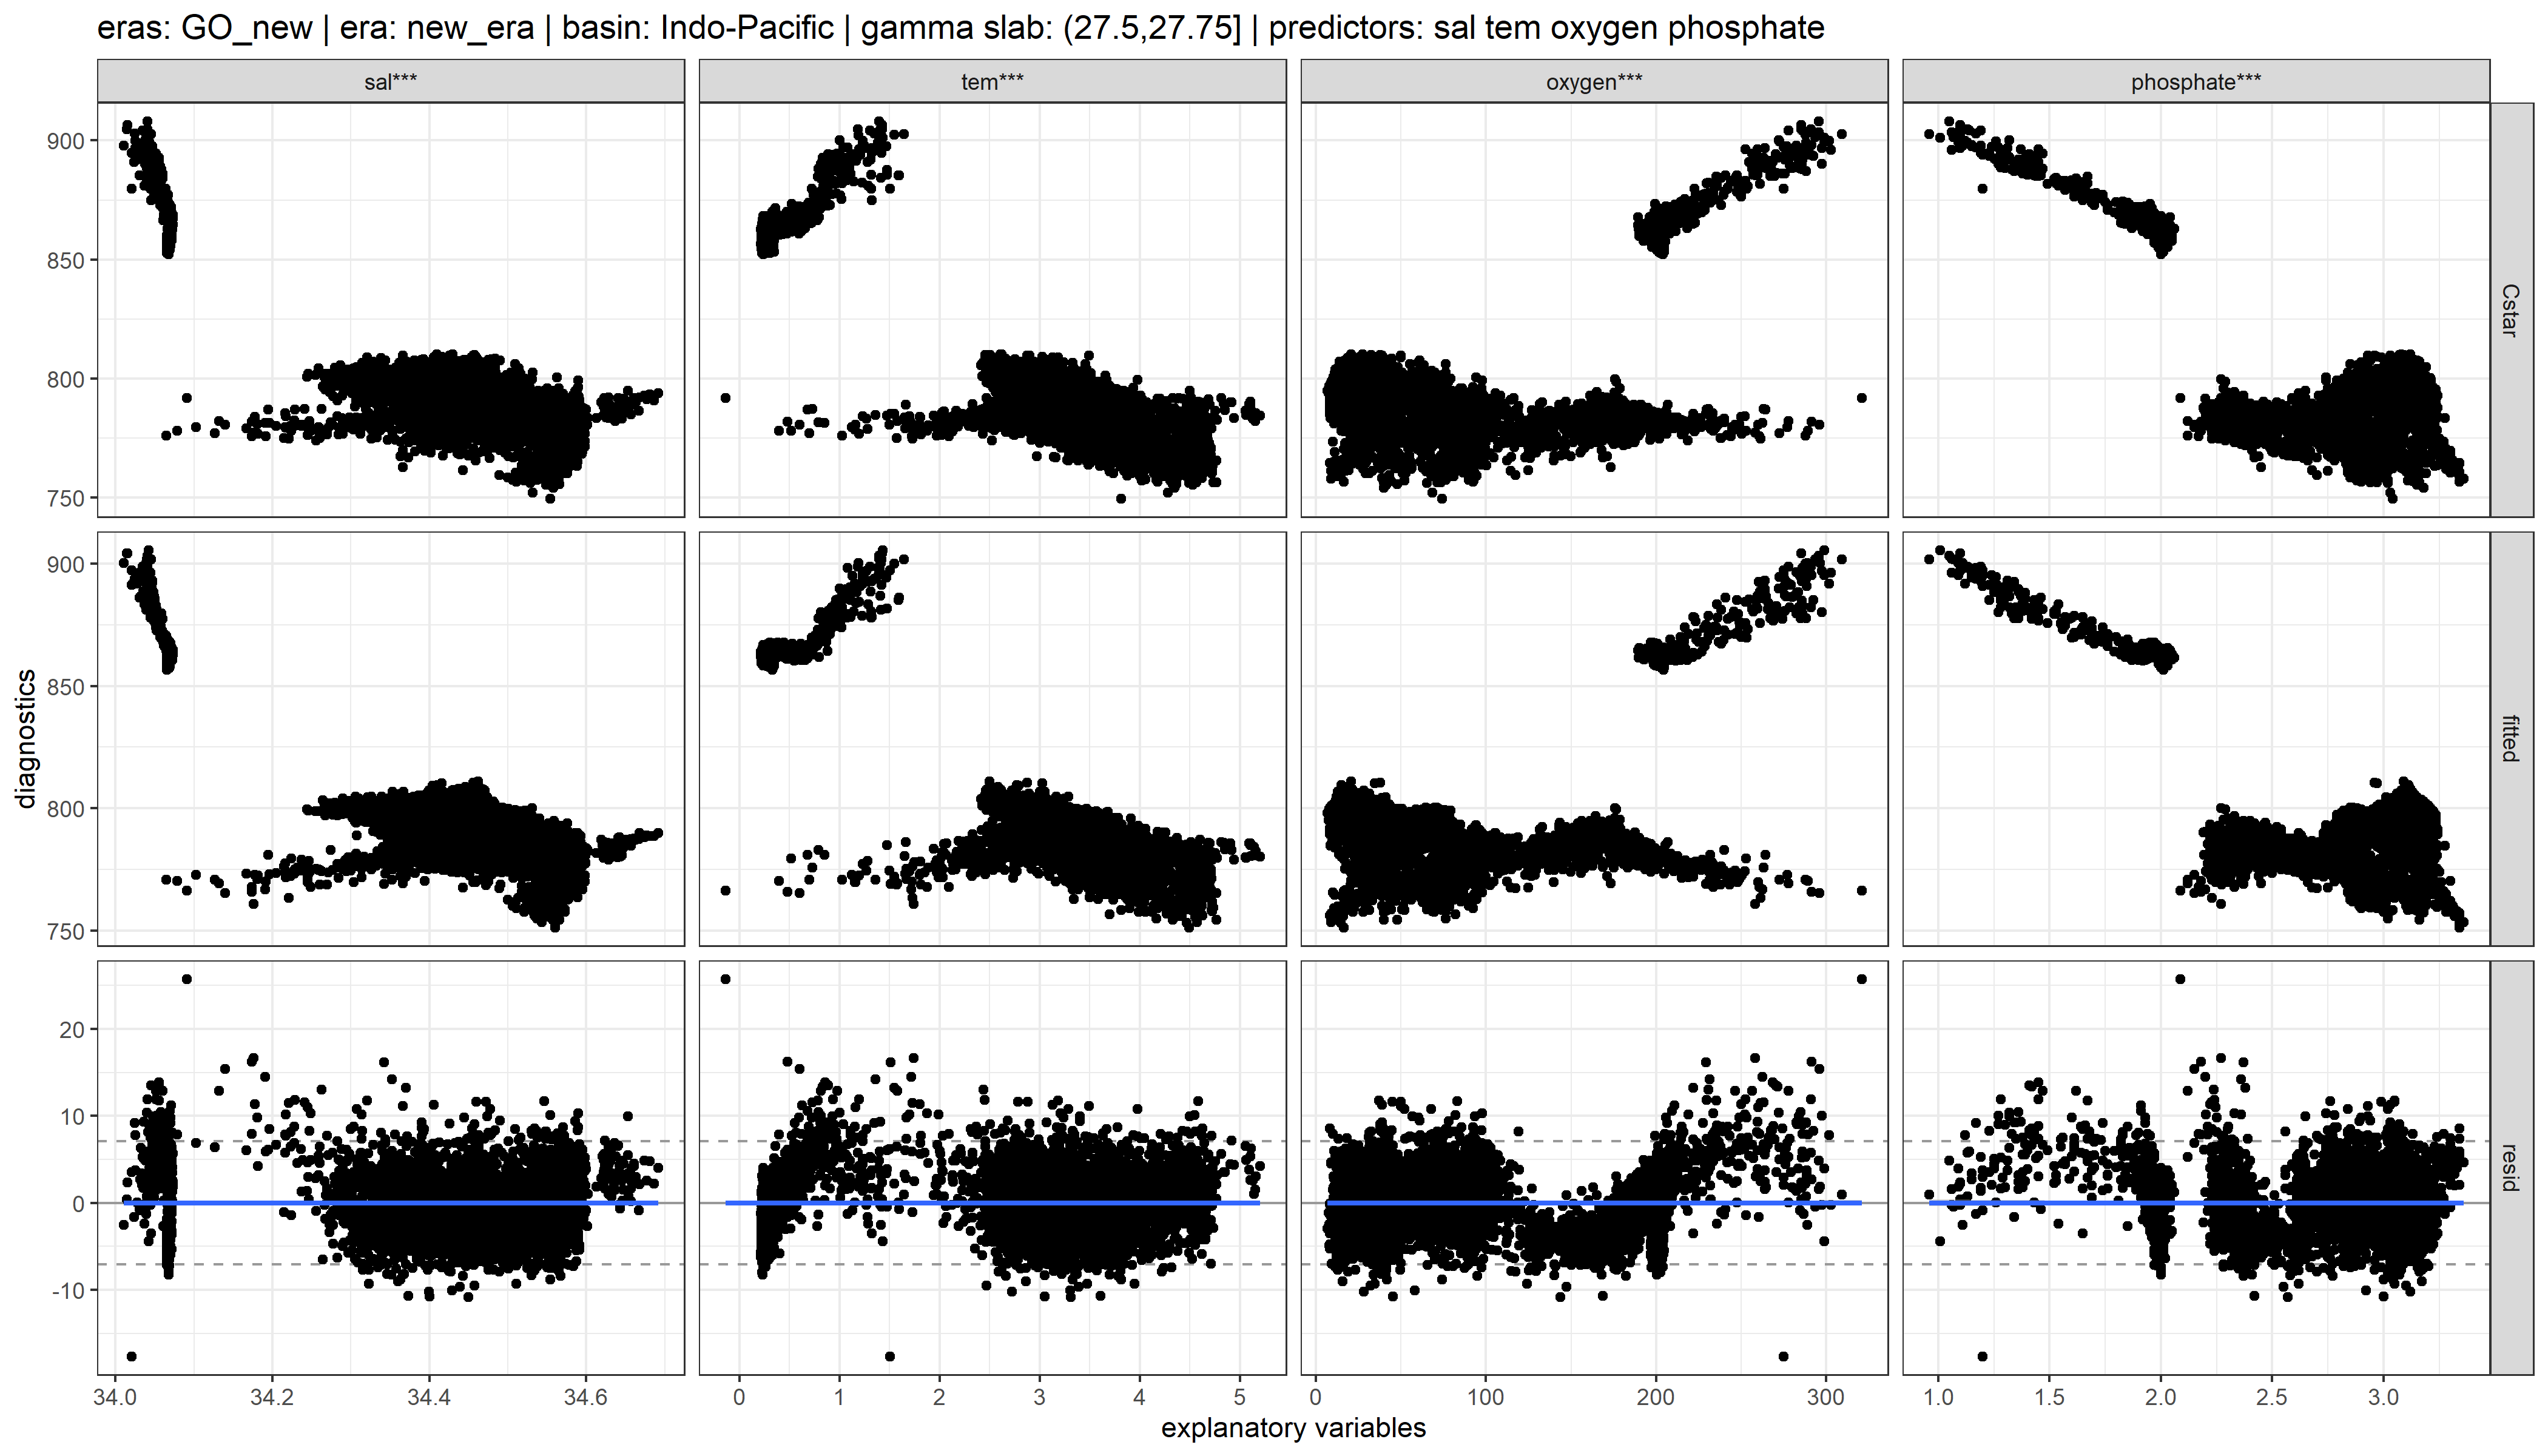 eras: GO_new | era: new_era | basin: Indo-Pacific | gamma slab: (27.5,27.75] | predictors: sal tem oxygen phosphate
sal*** tem*** oxygen*** phosphate***
900
850
800
750
Cstar
900
850
800
750
fitted
diagnostics
20
10
0
-10
resid
34.0 34.2 34.4 34.6 0 1 2 3 4 5 0 100 200 300 1.0 1.5 2.0 2.5 3.0
explanatory variables